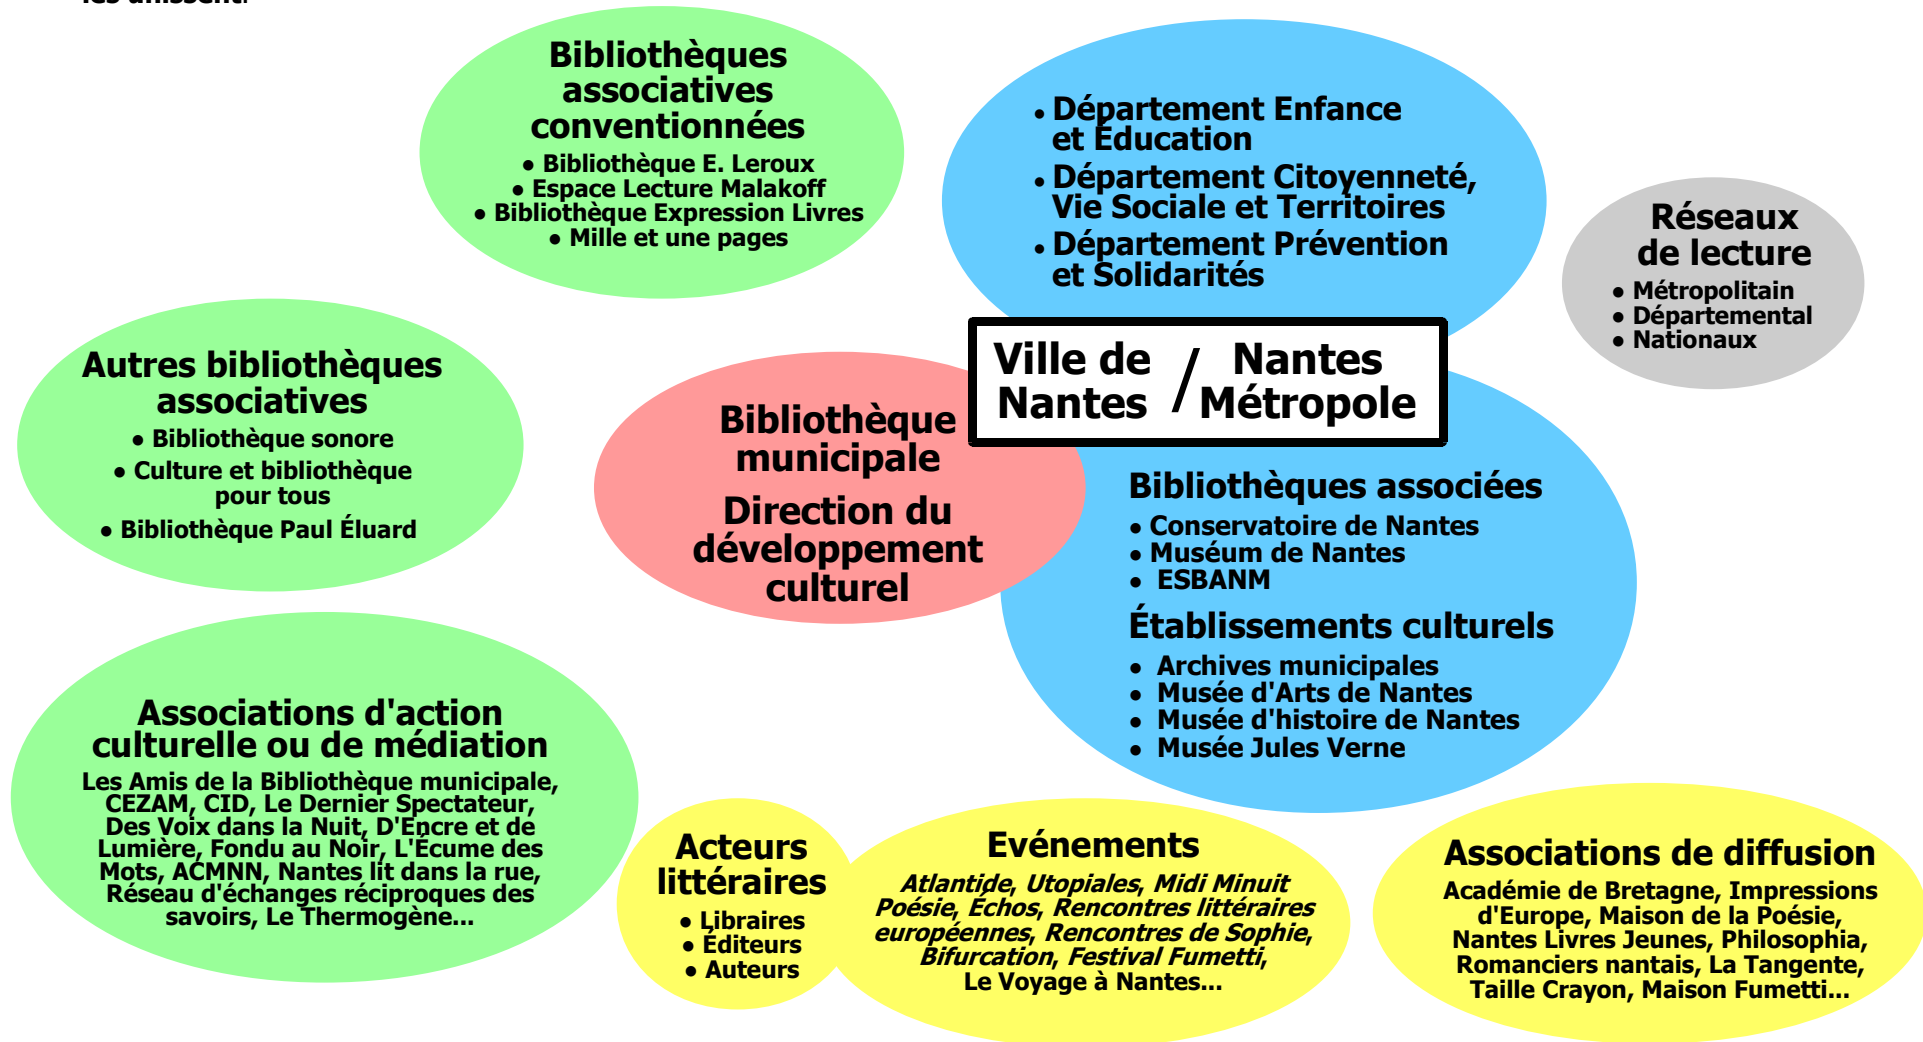 les unissent.
Bibliothèques
associatives
conventionnées
● Bibliothèque E. Leroux
● Espace Lecture Malakoff
● Bibliothèque Expression Livres
● Mille et une pages
● Département Enfance
et Éducation
● Département Citoyenneté,
Vie Sociale et Territoires
● Département Prévention
et Solidarités
Réseaux
de lecture
● Métropolitain
● Départemental
● Nationaux
Ville de Nantes / Nantes Métropole
Autres bibliothèques
associatives
● Bibliothèque sonore
● Culture et bibliothèque
pour tous
● Bibliothèque Paul Éluard
Bibliothèque
municipale
Direction du
développement
culturel
Bibliothèques associées
● Conservatoire de Nantes
● Muséum de Nantes
● ESBANM
Établissements culturels
● Archives municipales
● Musée d'Arts de Nantes
● Musée d'histoire de Nantes
● Musée Jules Verne
Associations d'action
culturelle ou de médiation
Les Amis de la Bibliothèque municipale,
CEZAM, CID, Le Dernier Spectateur,
Des Voix dans la Nuit, D'Encre et de
Lumière, Fondu au Noir, L'Écume des
Mots, ACMNN, Nantes lit dans la rue,
Réseau d'échanges réciproques des
savoirs, Le Thermogène...
Acteurs
littéraires
● Libraires
● Éditeurs
● Auteurs
Evénements
Atlantide, Utopiales, Midi Minuit
Poésie, Échos, Rencontres littéraires
européennes, Rencontres de Sophie,
Bifurcation, Festival Fumetti,
Le Voyage à Nantes...
Associations de diffusion
Académie de Bretagne, Impressions
d'Europe, Maison de la Poésie,
Nantes Livres Jeunes, Philosophia,
Romanciers nantais, La Tangente,
Taille Crayon, Maison Fumetti...